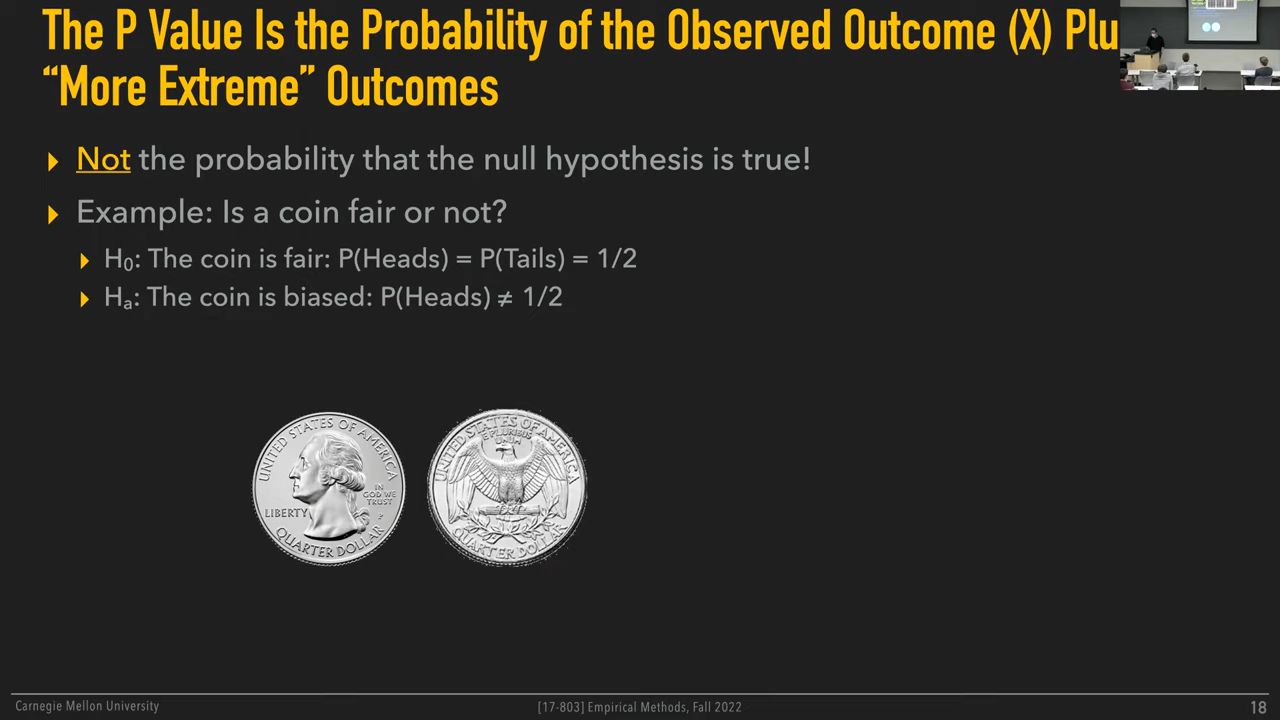 The P Value Is the Probability of the Observed Outcome (X) Plu
“More Extreme” Outcomes
Not the probability that the null hypothesis is true!
Example: Is a coin fair or not?
H₀: The coin is fair: P(Heads) = P(Tails) = 1/2
Hₐ: The coin is biased: P(Heads) ≠ 1/2
UNITED STATES OF AMERICA
IN
GOD WE
TRUST
P
LIBERTY
QUARTER DOLLAR
UNITED STATES OF AMERICA
E PLURIBUS
UNUM
QUARTER DOLLAR
Carnegie Mellon University
[17-803] Empirical Methods, Fall 2022
18